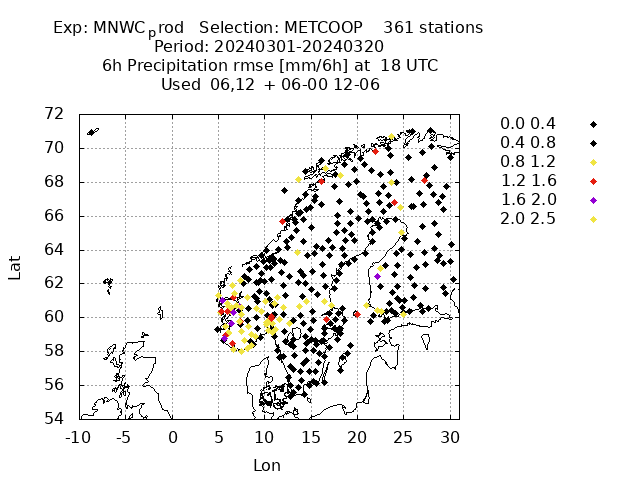 Exp: MNWCprod Selection: METCOOP 361 stations
Period: 20240301-20240320
6h Precipitation rmse [mm/6h] at 18 UTC
Used 06,12 + 06-00 12-06
72
70
68
66
64
62
60
58
56
54
-10 -5 0 5 10 15 20 25 30
Lat
Lon
0.0 0.4
0.4 0.8
0.8 1.2
1.2 1.6
1.6 2.0
2.0 2.5